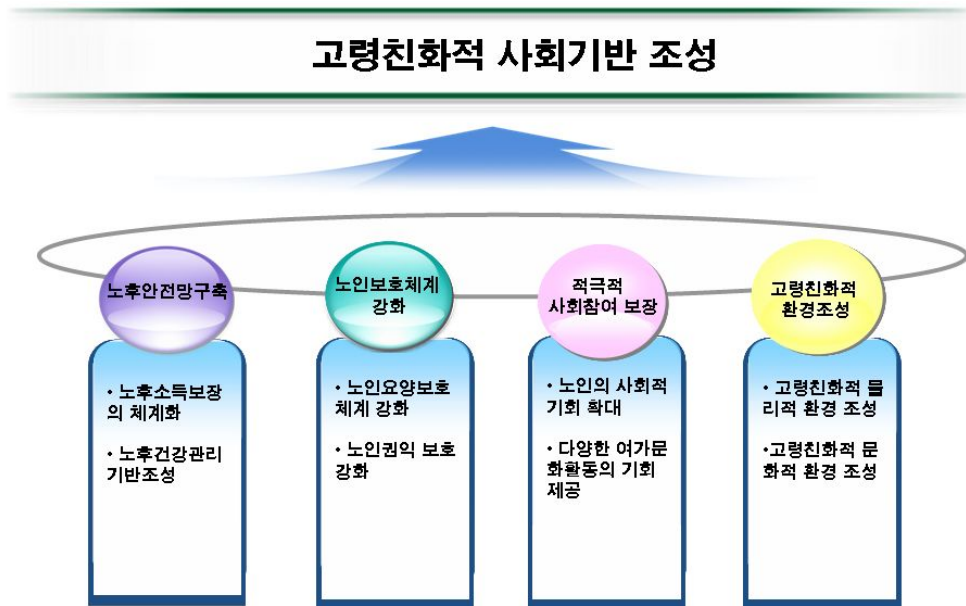 고령친화적 사회기반 조성
노후안전망구축
• 노후소득보장
의 체계화
• 노후건강관리
기반조성
노인보호체계
강화
• 노인요양보호
체계 강화
• 노인권익 보호
강화
적극적
사회참여 보장
• 노인의 사회적
기회 확대
• 다양한 여가문
화활동의 기회
제공
고령친화적
환경조성
• 고령친화적 물
리적 환경 조성
•고령친화적 문
화적 환경 조성